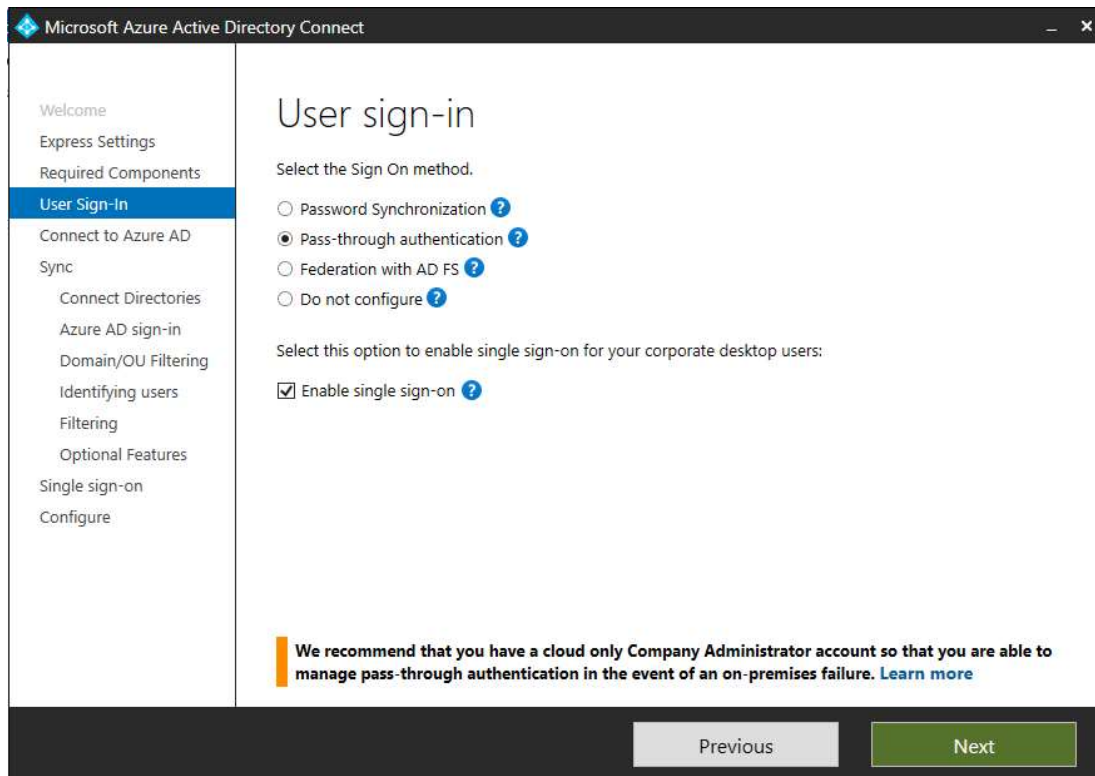 Microsoft Azure Active Directory Connect
Welcome
Express Settings
Required Components
User Sign-In
Connect to Azure AD
Sync
Connect Directories
Azure AD sign-in
Domain/OU Filtering
Identifying users
Filtering
Optional Features
Single sign-on
Configure
User sign-in
Select the Sign On method.
Password Synchronization ?
Pass-through authentication ?
Federation with AD FS ?
Do not configure ?
Select this option to enable single sign-on for your corporate desktop users:
Enable single sign-on ?
We recommend that you have a cloud only Company Administrator account so that you are able to
manage pass-through authentication in the event of an on-premises failure. Learn more
Previous
Next